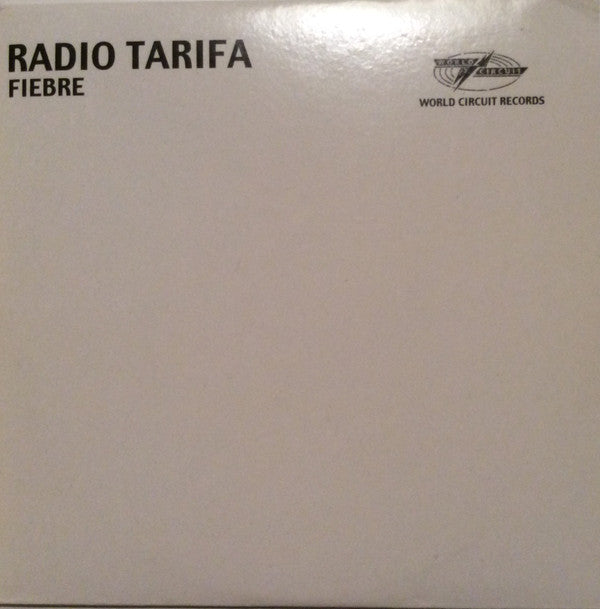 RADIO TARIFA
FIEBRE
WORLD
CIRCUIT
WORLD CIRCUIT RECORDS